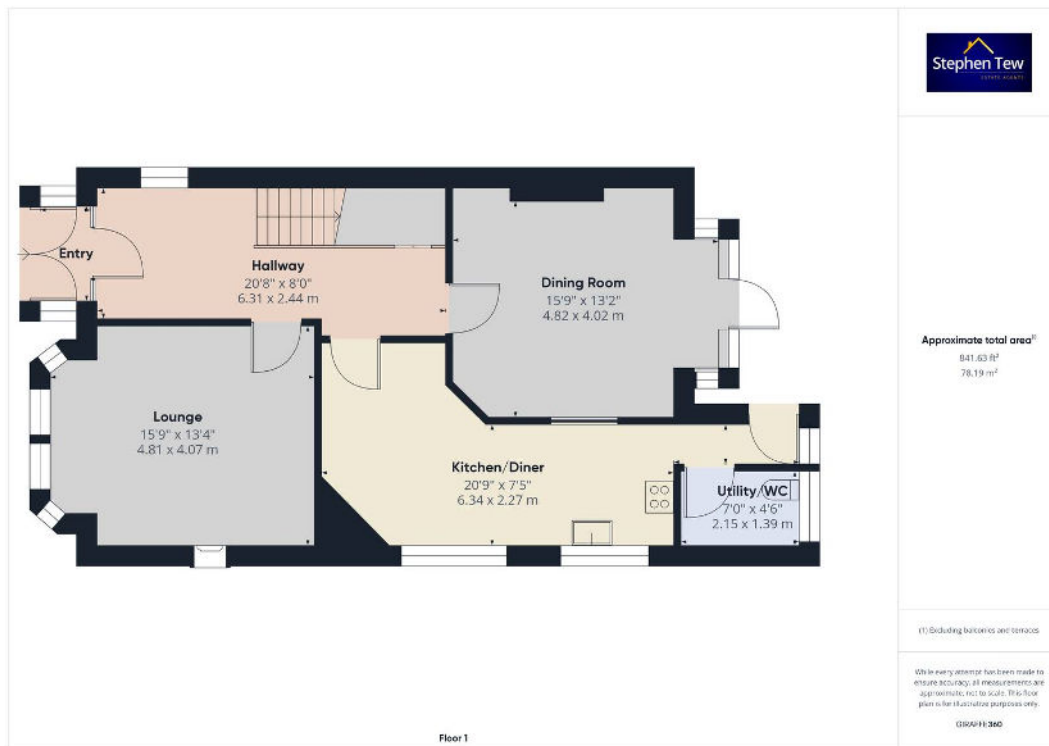 Stephen Tew
ESTATE AGENTS
Entry
Hallway
20'8" x 8'0"
6.31 x 2.44 m
Dining Room
15'9" x 13'2"
4.82 x 4.02 m
Lounge
15'9" x 13'4"
4.81 x 4.07 m
Kitchen/Diner
20'9" x 7'5"
6.34 x 2.27 m
Utility/WC
7'0" x 4'6"
2.15 x 1.39 m
Floor 1
Approximate total area(1)
841.63 ft²
78.19 m²
(1) Excluding balconies and terraces
While every attempt has been made to
ensure accuracy, all measurements are
approximate, not to scale. This floor
plan is for illustrative purposes only.
GIRAFFE360